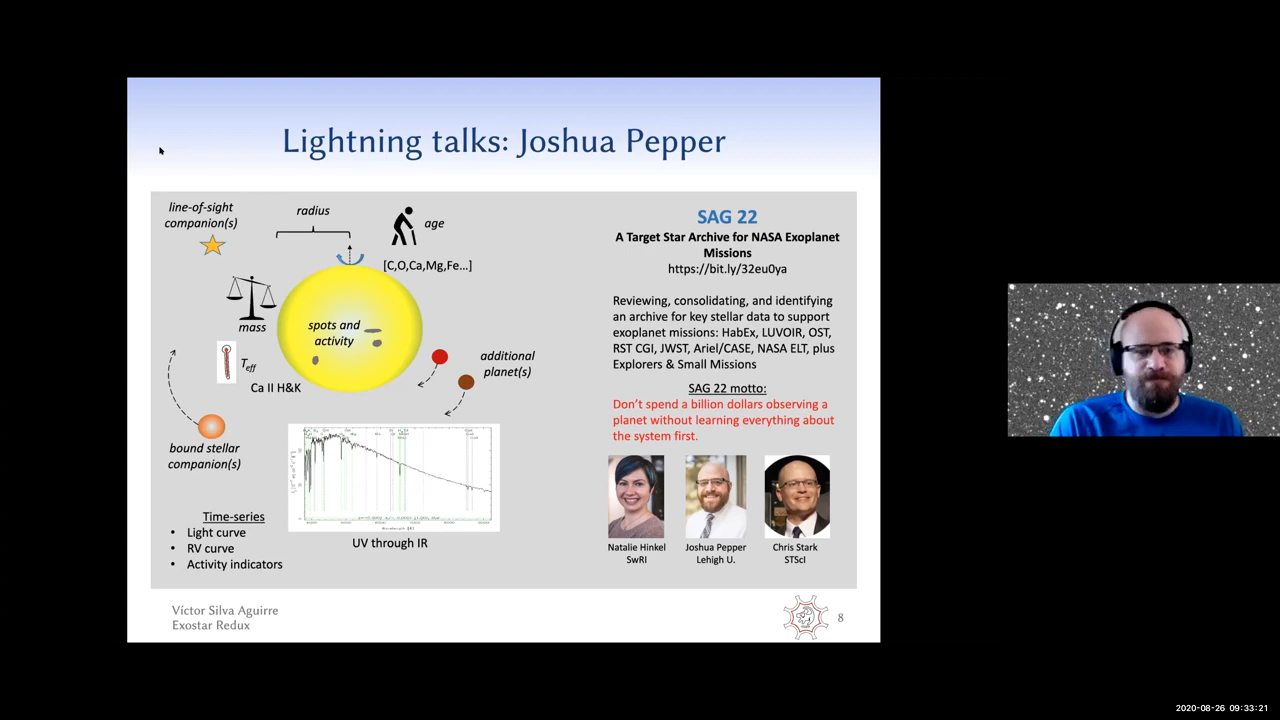 Lightning talks: Joshua Pepper
line-of-sight
companion(s)
radius
age
[C,O,Ca,Mg,Fe...]
mass
spots and
activity
Teff
Ca II H&K
additional
planet(s)
bound stellar
companion(s)
Time-series
• Light curve
• RV curve
• Activity indicators
UV through IR
SAG 22
A Target Star Archive for NASA Exoplanet
Missions
https://bit.ly/32eu0ya
Reviewing, consolidating, and identifying
an archive for key stellar data to support
exoplanet missions: HabEx, LUVOIR, OST,
RST CGI, JWST, Ariel/CASE, NASA ELT, plus
Explorers & Small Missions
SAG 22 motto:
Don't spend a billion dollars observing a
planet without learning everything about
the system first.
Natalie Hinkel
SwRI
Joshua Pepper
Lehigh U.
Chris Stark
STScI
Víctor Silva Aguirre
Exostar Redux
8
2020-08-26 09:33:21